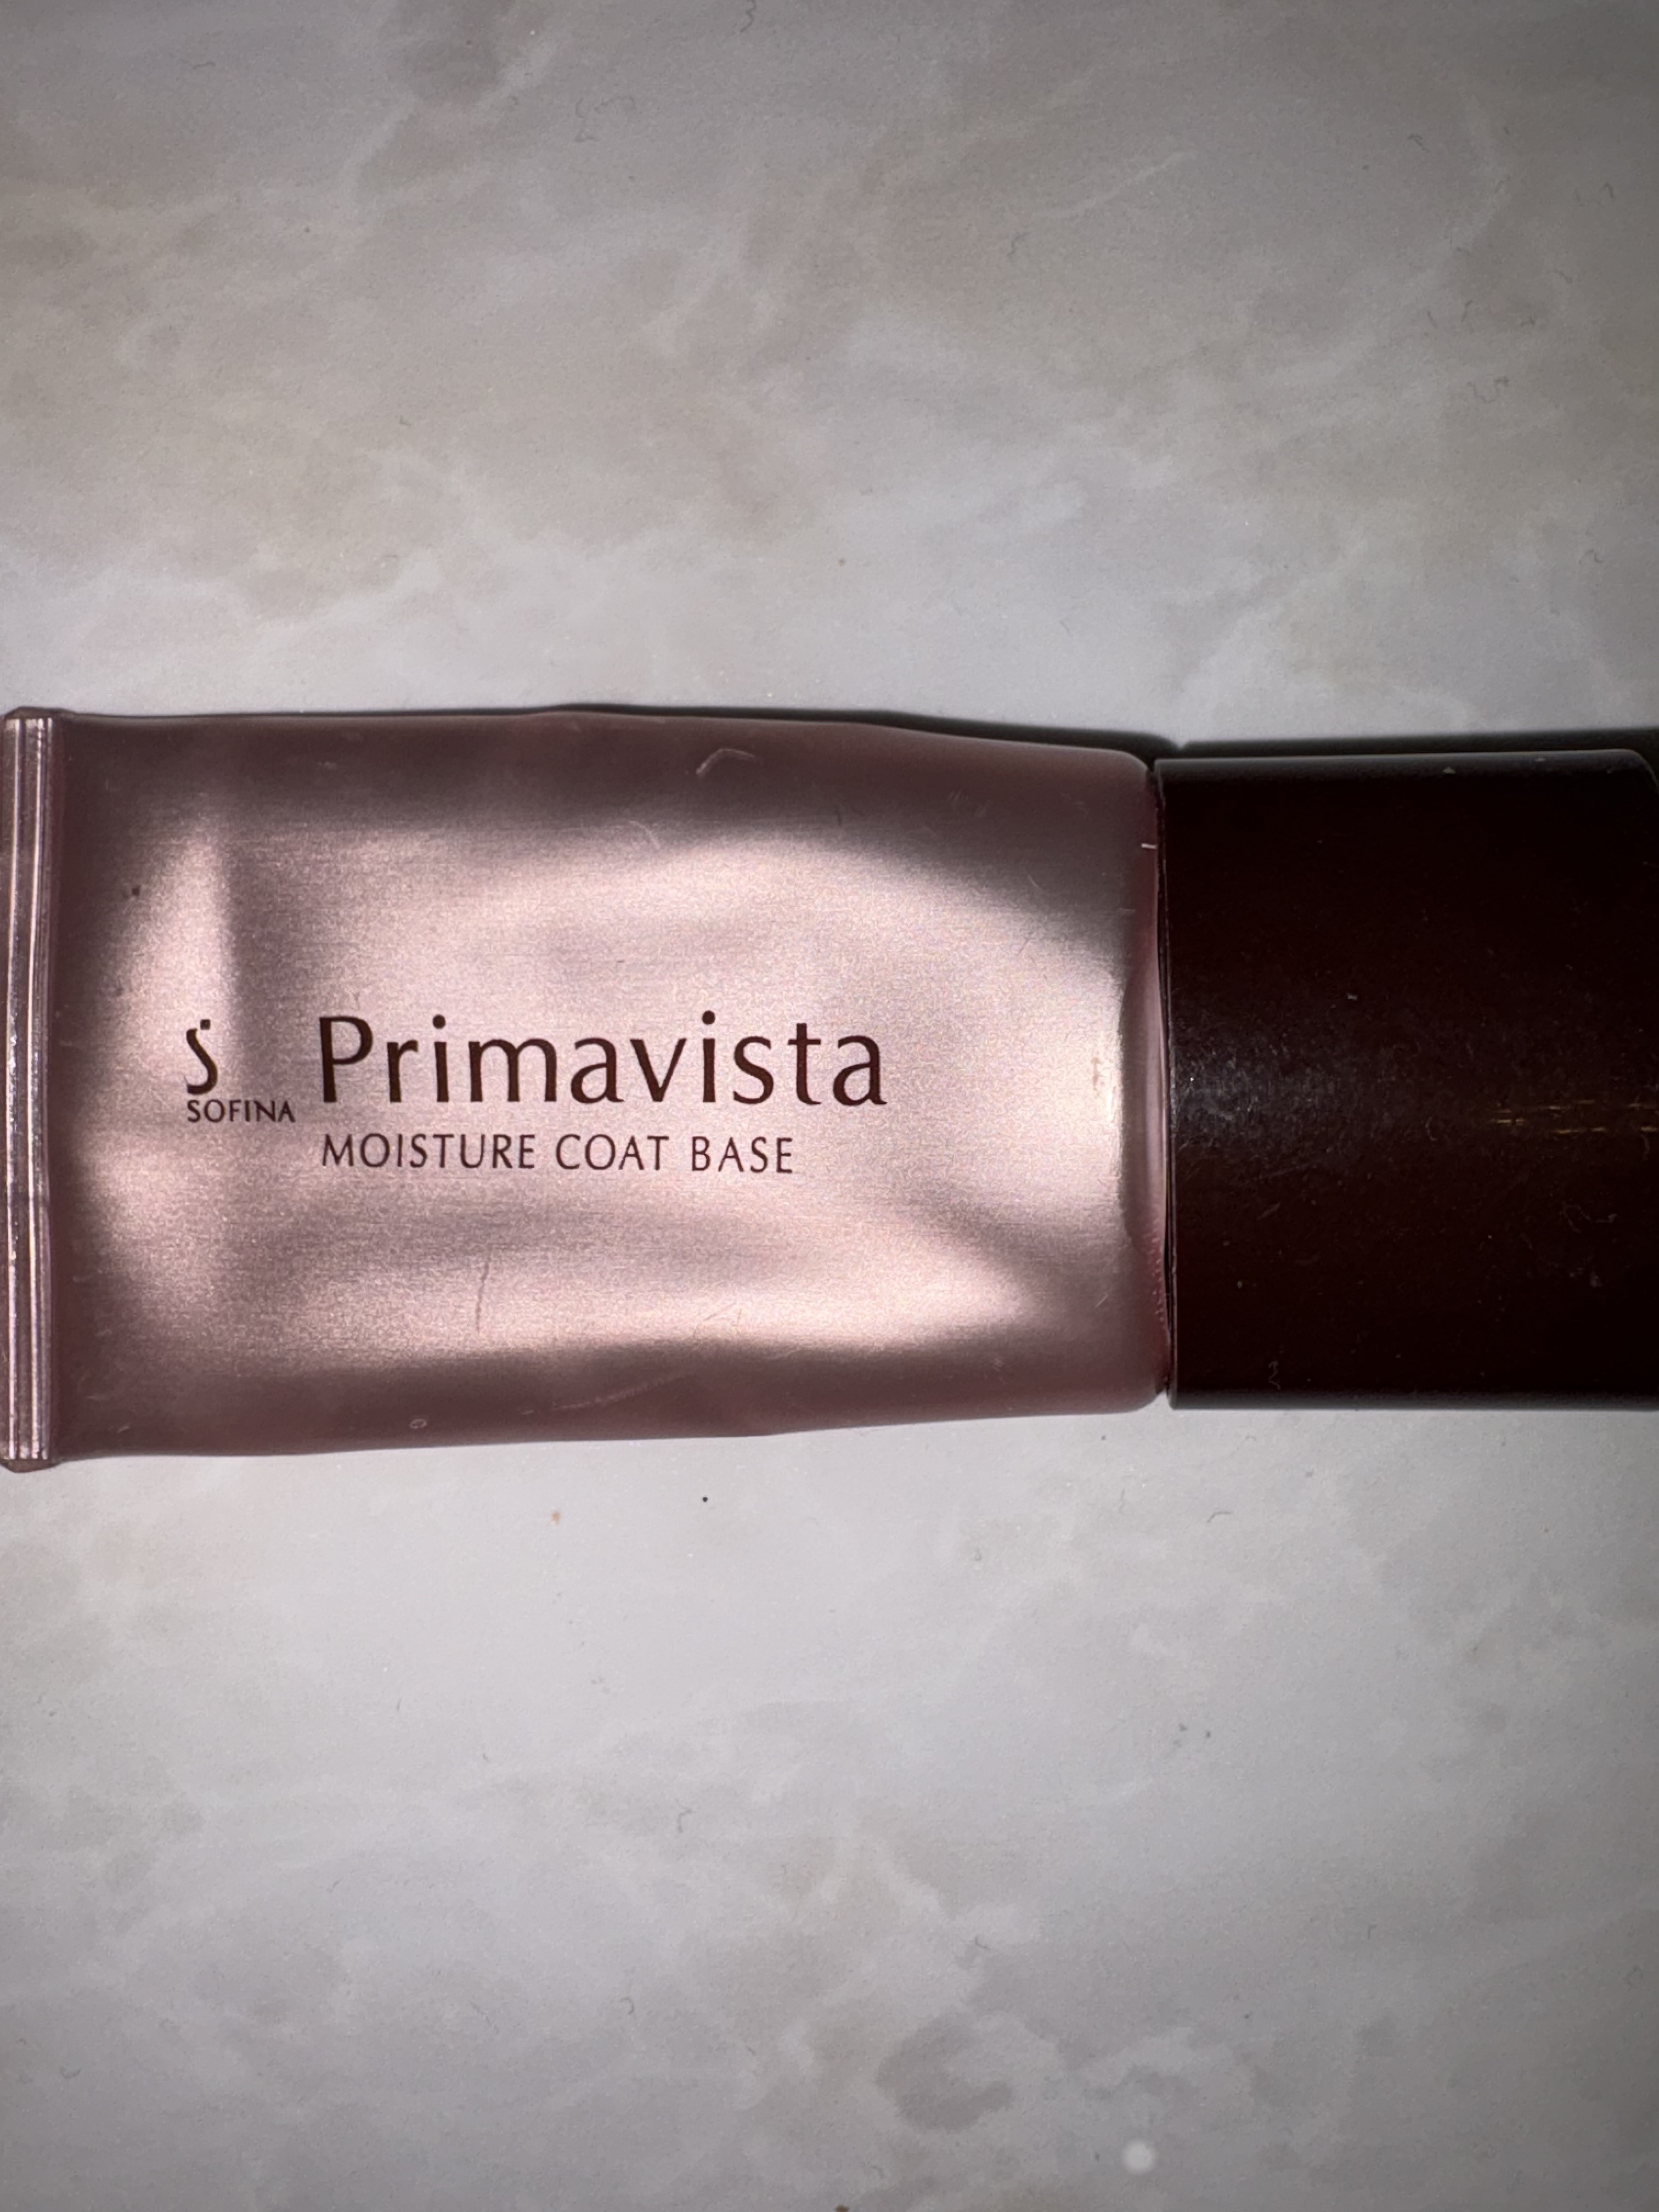 S
SOFINA
Primavista
MOISTURE COAT BASE